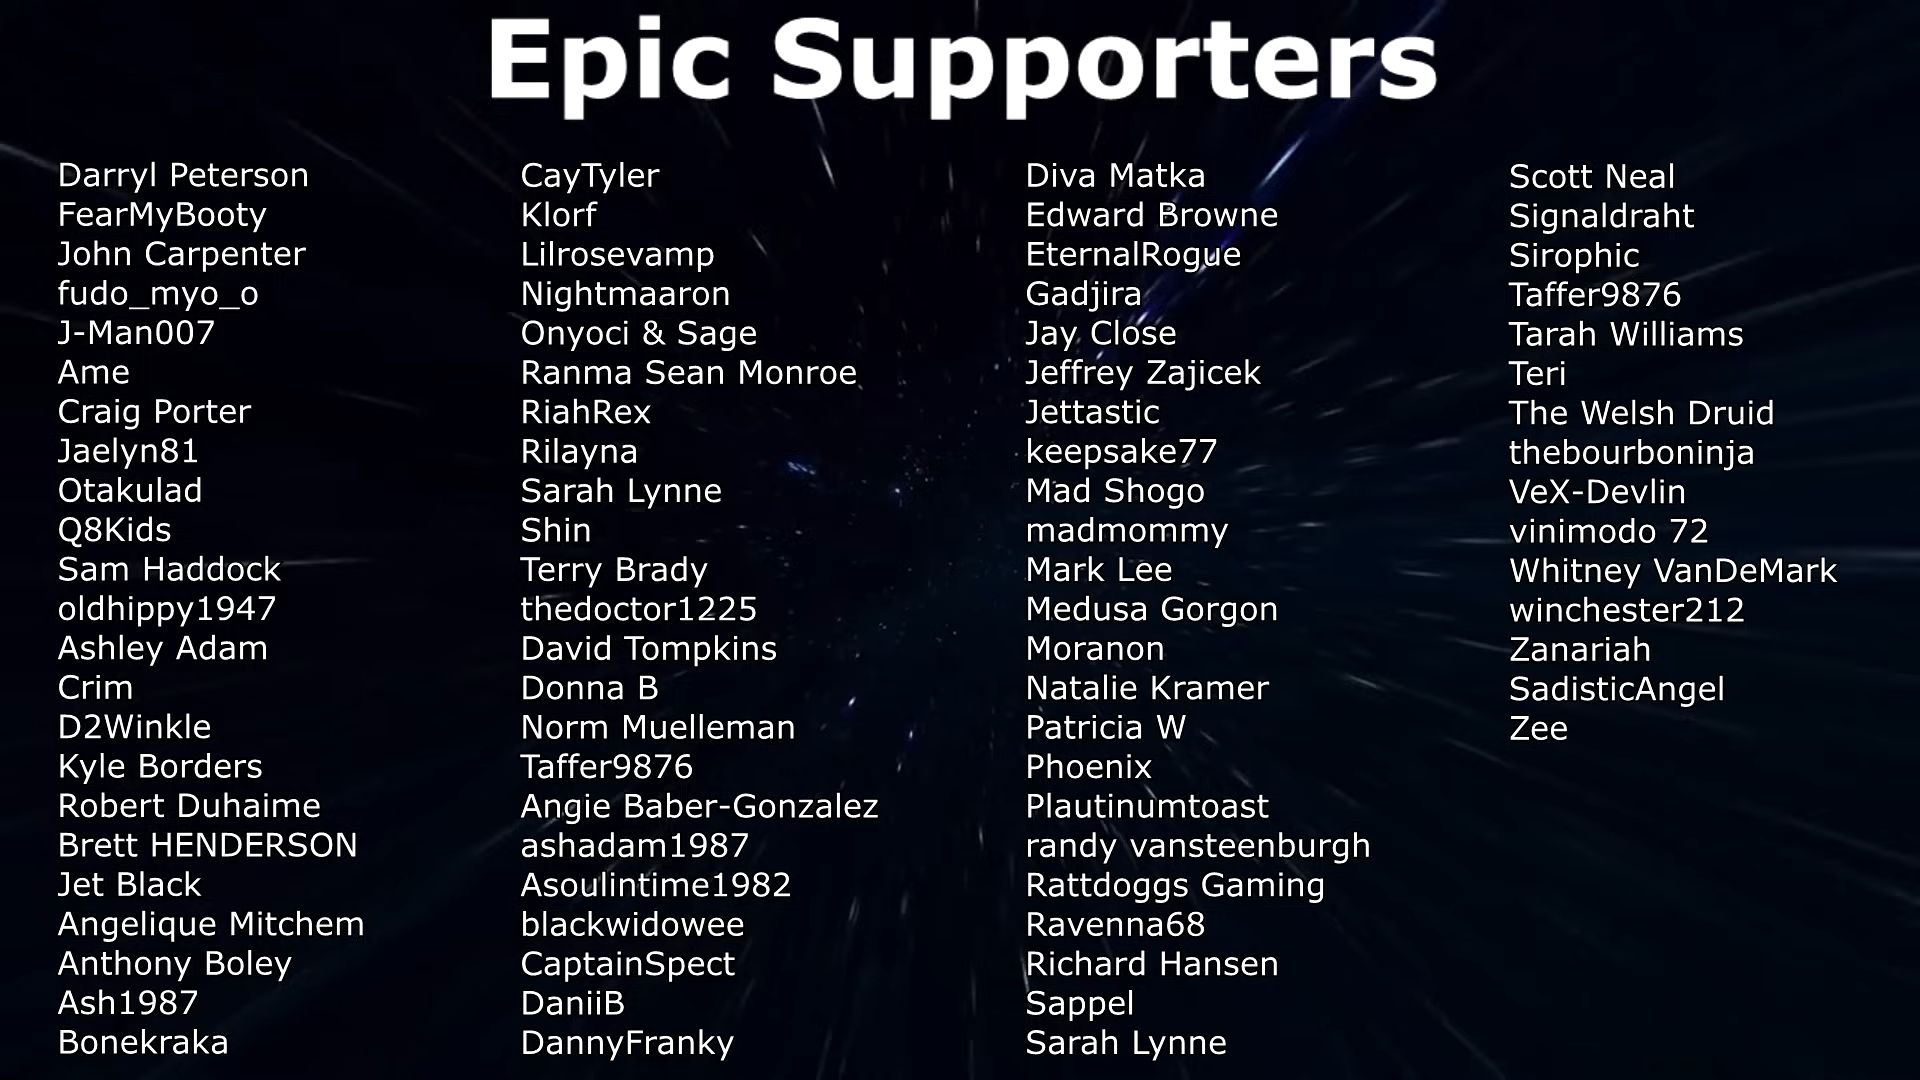 Epic Supporters
Darryl Peterson
FearMyBooty
John Carpenter
fudo_myo_o
J-Man007
Ame
Craig Porter
Jaelyn81
Otakulad
Q8Kids
Sam Haddock
oldhippy1947
Ashley Adam
Crim
D2Winkle
Kyle Borders
Robert Duhaime
Brett HENDERSON
Jet Black
Angelique Mitchem
Anthony Boley
Ash1987
Bonekraka
CayTyler
Klorf
Lilrosevamp
Nightmaaron
Onyoci & Sage
Ranma Sean Monroe
RiahRex
Rilayna
Sarah Lynne
Shin
Terry Brady
thedoctor1225
David Tompkins
Donna B
Norm Muelleman
Taffer9876
Angie Baber-Gonzalez
ashadam1987
Asoulintime1982
blackwidowee
CaptainSpect
DaniiB
DannyFranky
Diva Matka
Edward Browne
EternalRogue
Gadjira
Jay Close
Jeffrey Zajicek
Jettastic
keepsake77
Mad Shogo
madmommy
Mark Lee
Medusa Gorgon
Moranon
Natalie Kramer
Patricia W
Phoenix
Plautinumtoast
randy vansteenburgh
Rattdoggs Gaming
Ravenna68
Richard Hansen
Sappel
Sarah Lynne
Scott Neal
Signaldraht
Sirophic
Taffer9876
Tarah Williams
Teri
The Welsh Druid
thebourboninja
VeX-Devlin
vinimodo 72
Whitney VanDeMark
winchester212
Zanariah
SadisticAngel
Zee